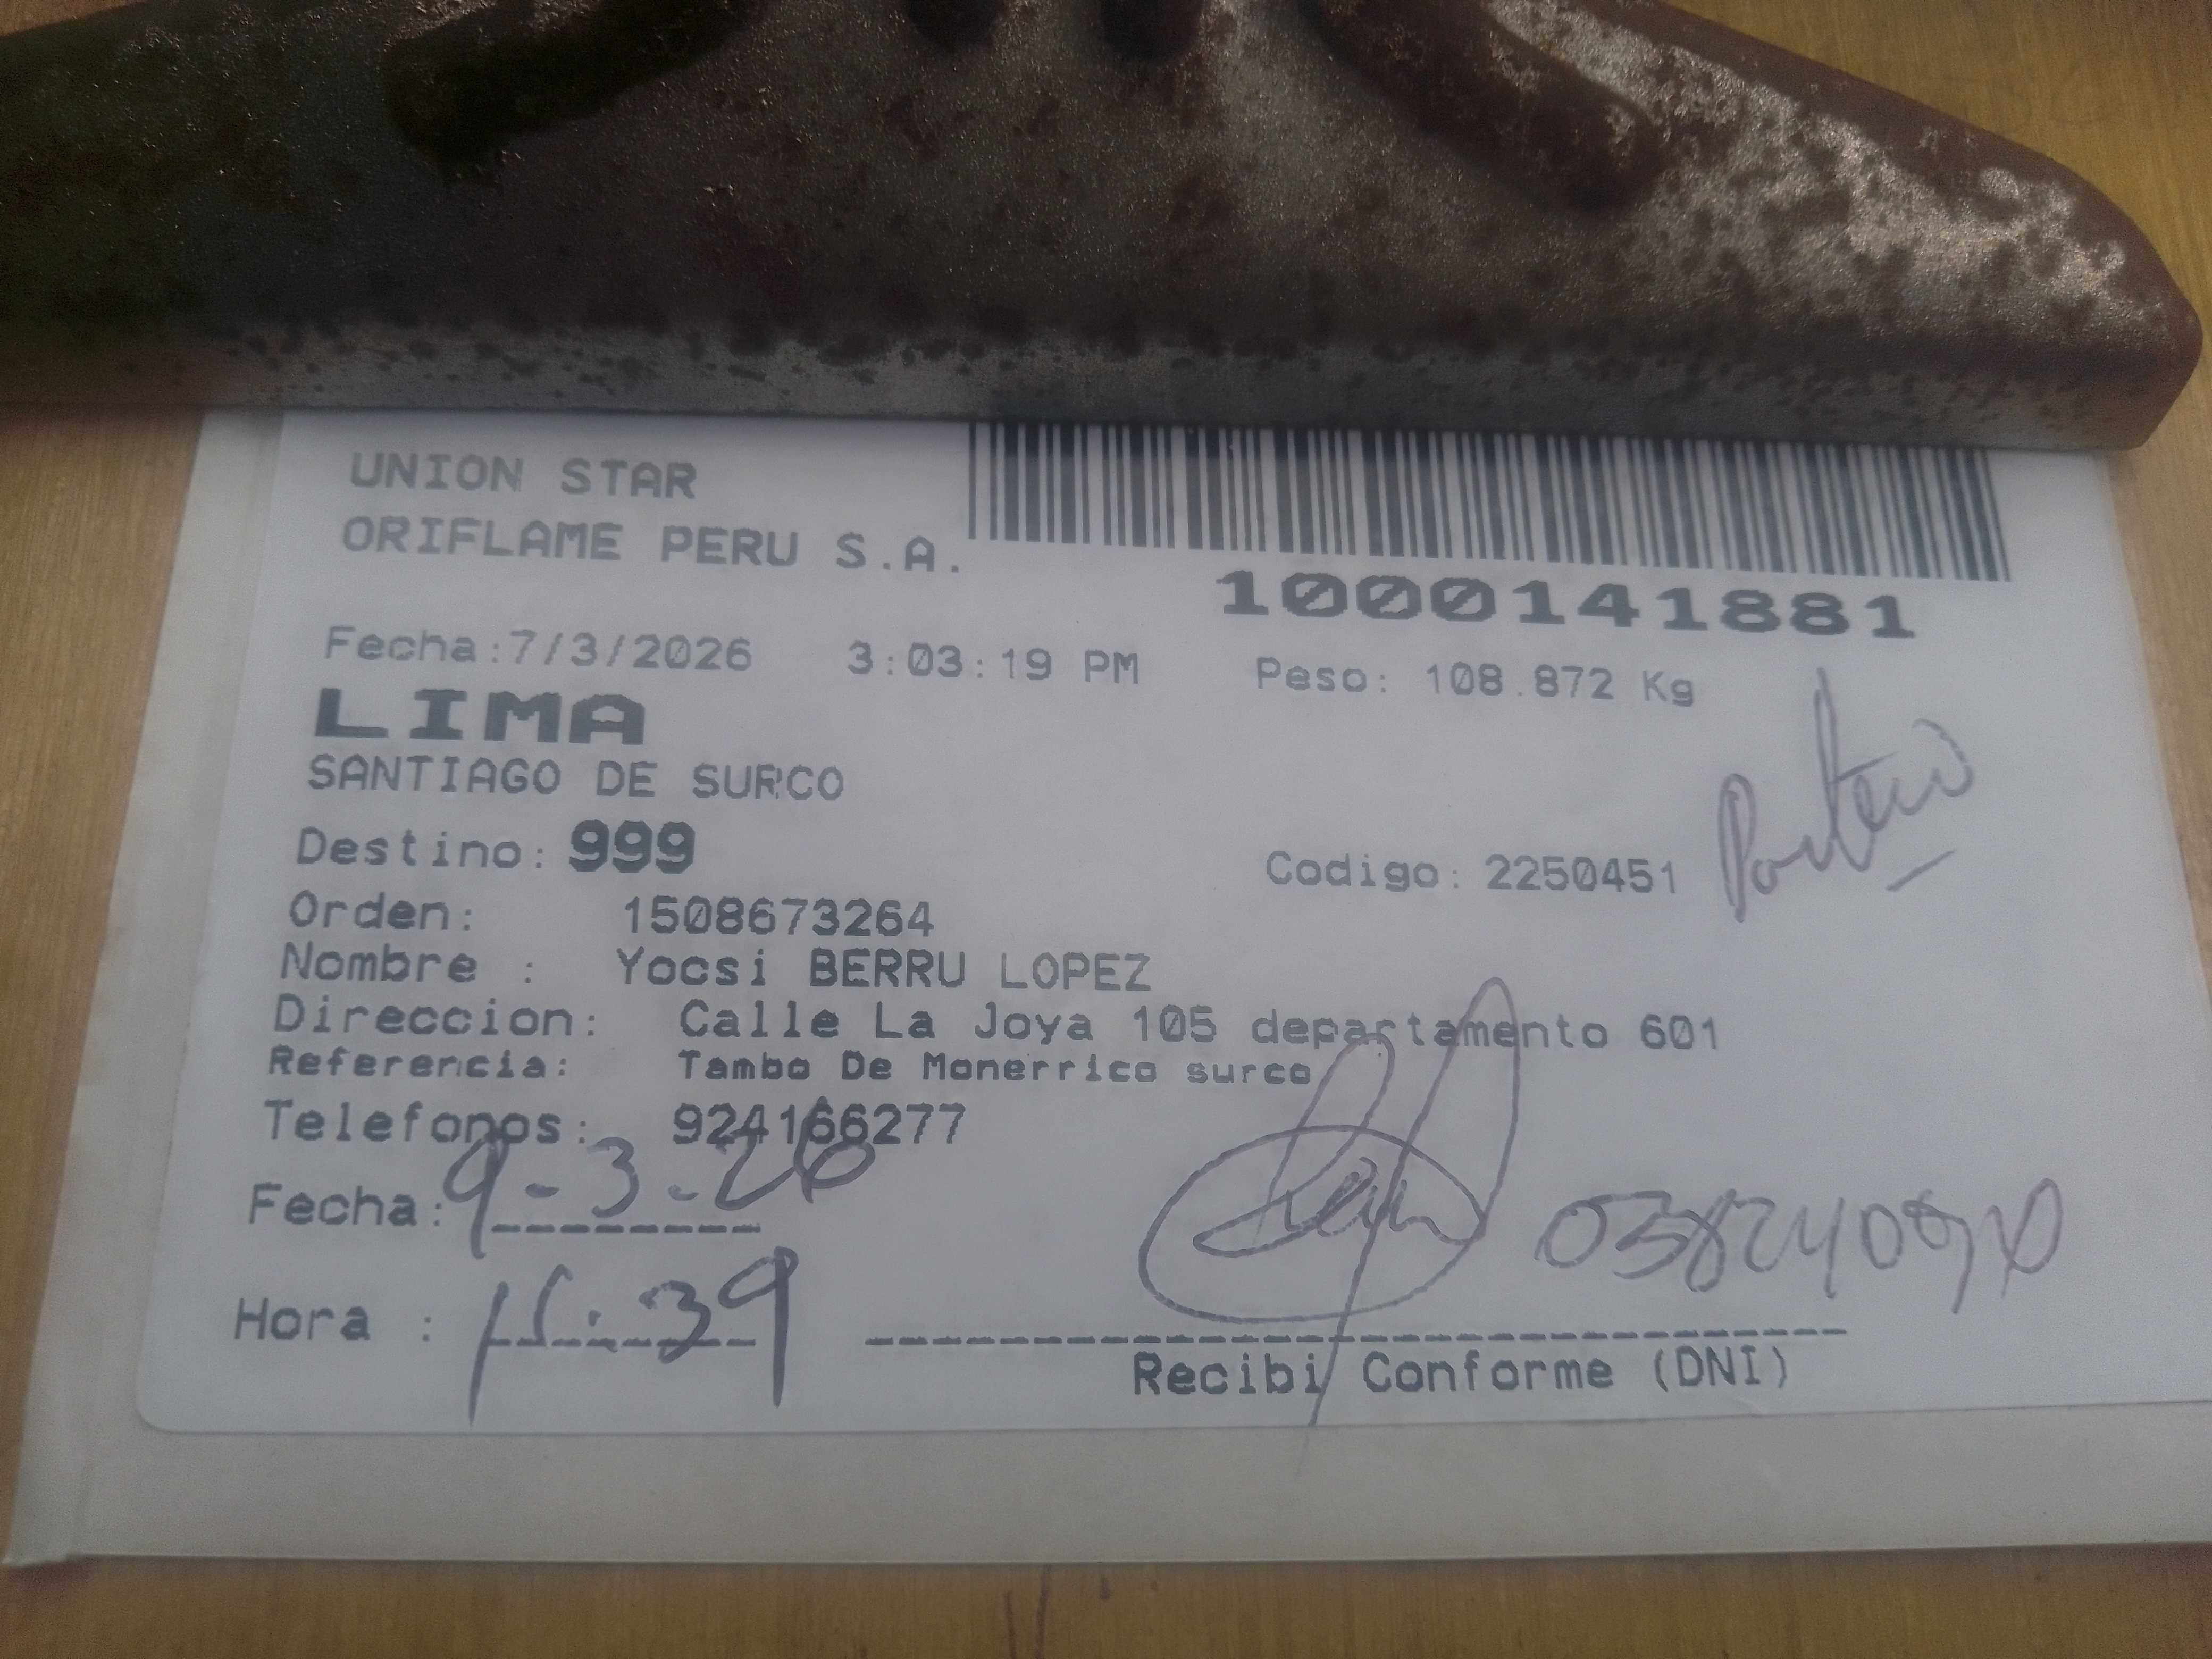 UNION STAR
ORIFLAME PERU S.A.
1000141881
Fecha:7/3/2026 3:03:19 PM Peso: 108.872 Kg
LIMA
SANTIAGO DE SURCO
Portero
Destino: 999 Codigo: 2250451
Orden: 1508673264
Nombre : Yocsi BERRU LOPEZ
Direccion: Calle La Joya 105 departamento 601
Referencia: Tambo De Monerrico surco
Telefonos: 924166277
Fecha: 9-3-26
Hora : :39
Recibi Conforme (DNI)